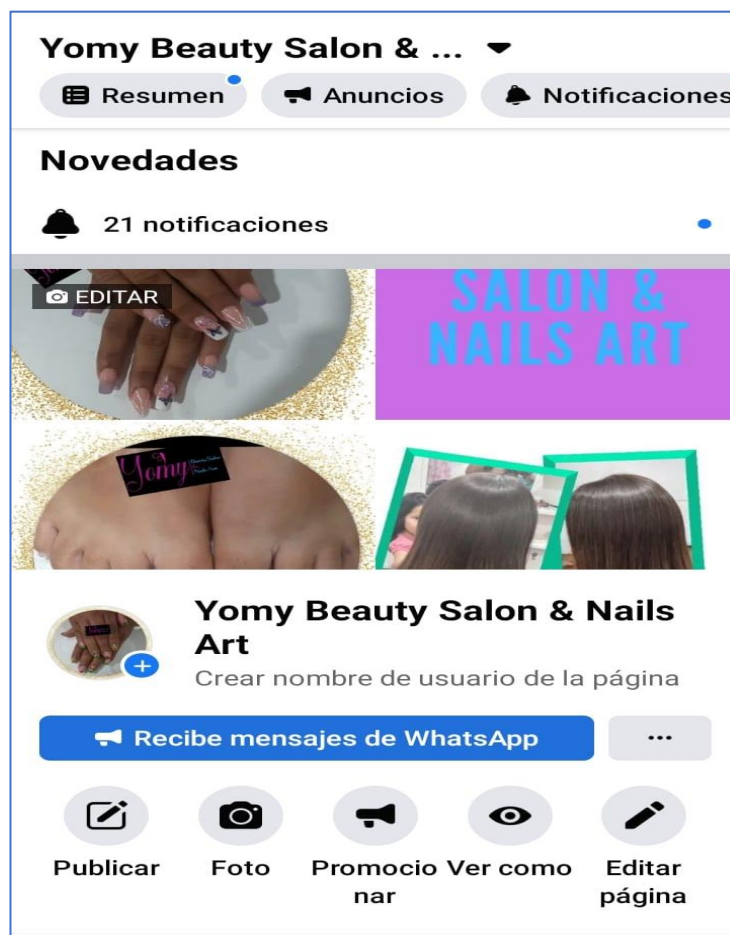 Yomy Beauty Salon & ...
Resumen
Anuncios
Notificaciones
Novedades
21 notificaciones
EDITAR
SALON &
NAILS ART
Yomy
Yomy Beauty Salon & Nails
Art
Crear nombre de usuario de la página
Recibe mensajes de WhatsApp
...
Publicar
Foto
Promocio
nar
Ver como
Editar
página